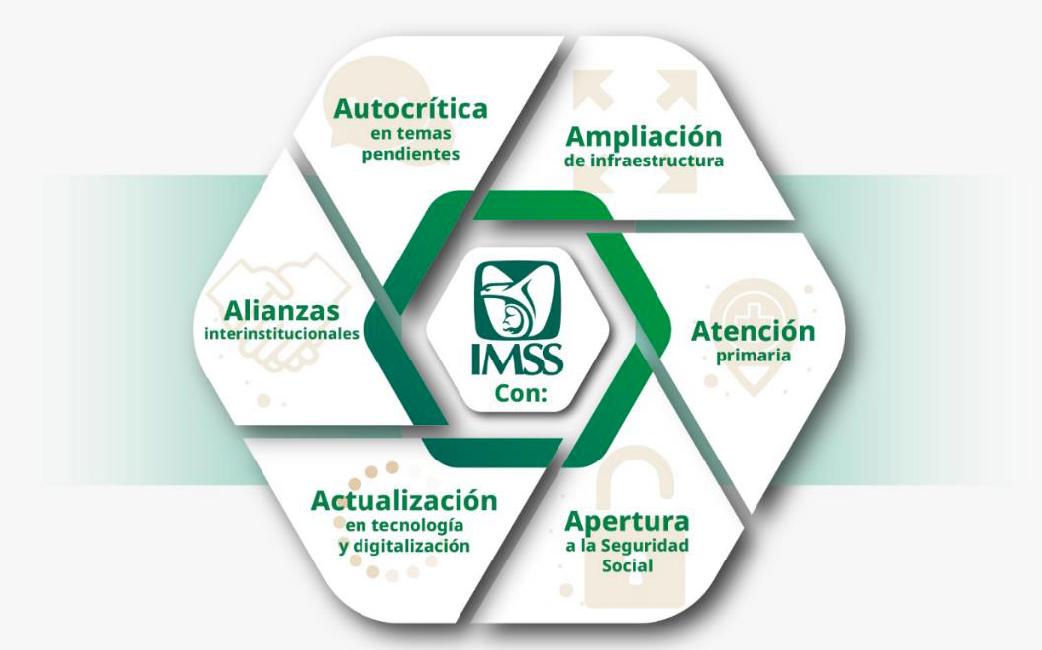 Autocrítica
en temas
pendientes
Ampliación
de infraestructura
Alianzas
interinstitucionales
IMSS
Con:
Atención
primaria
Actualización
en tecnología
y digitalización
Apertura
a la Seguridad
Social